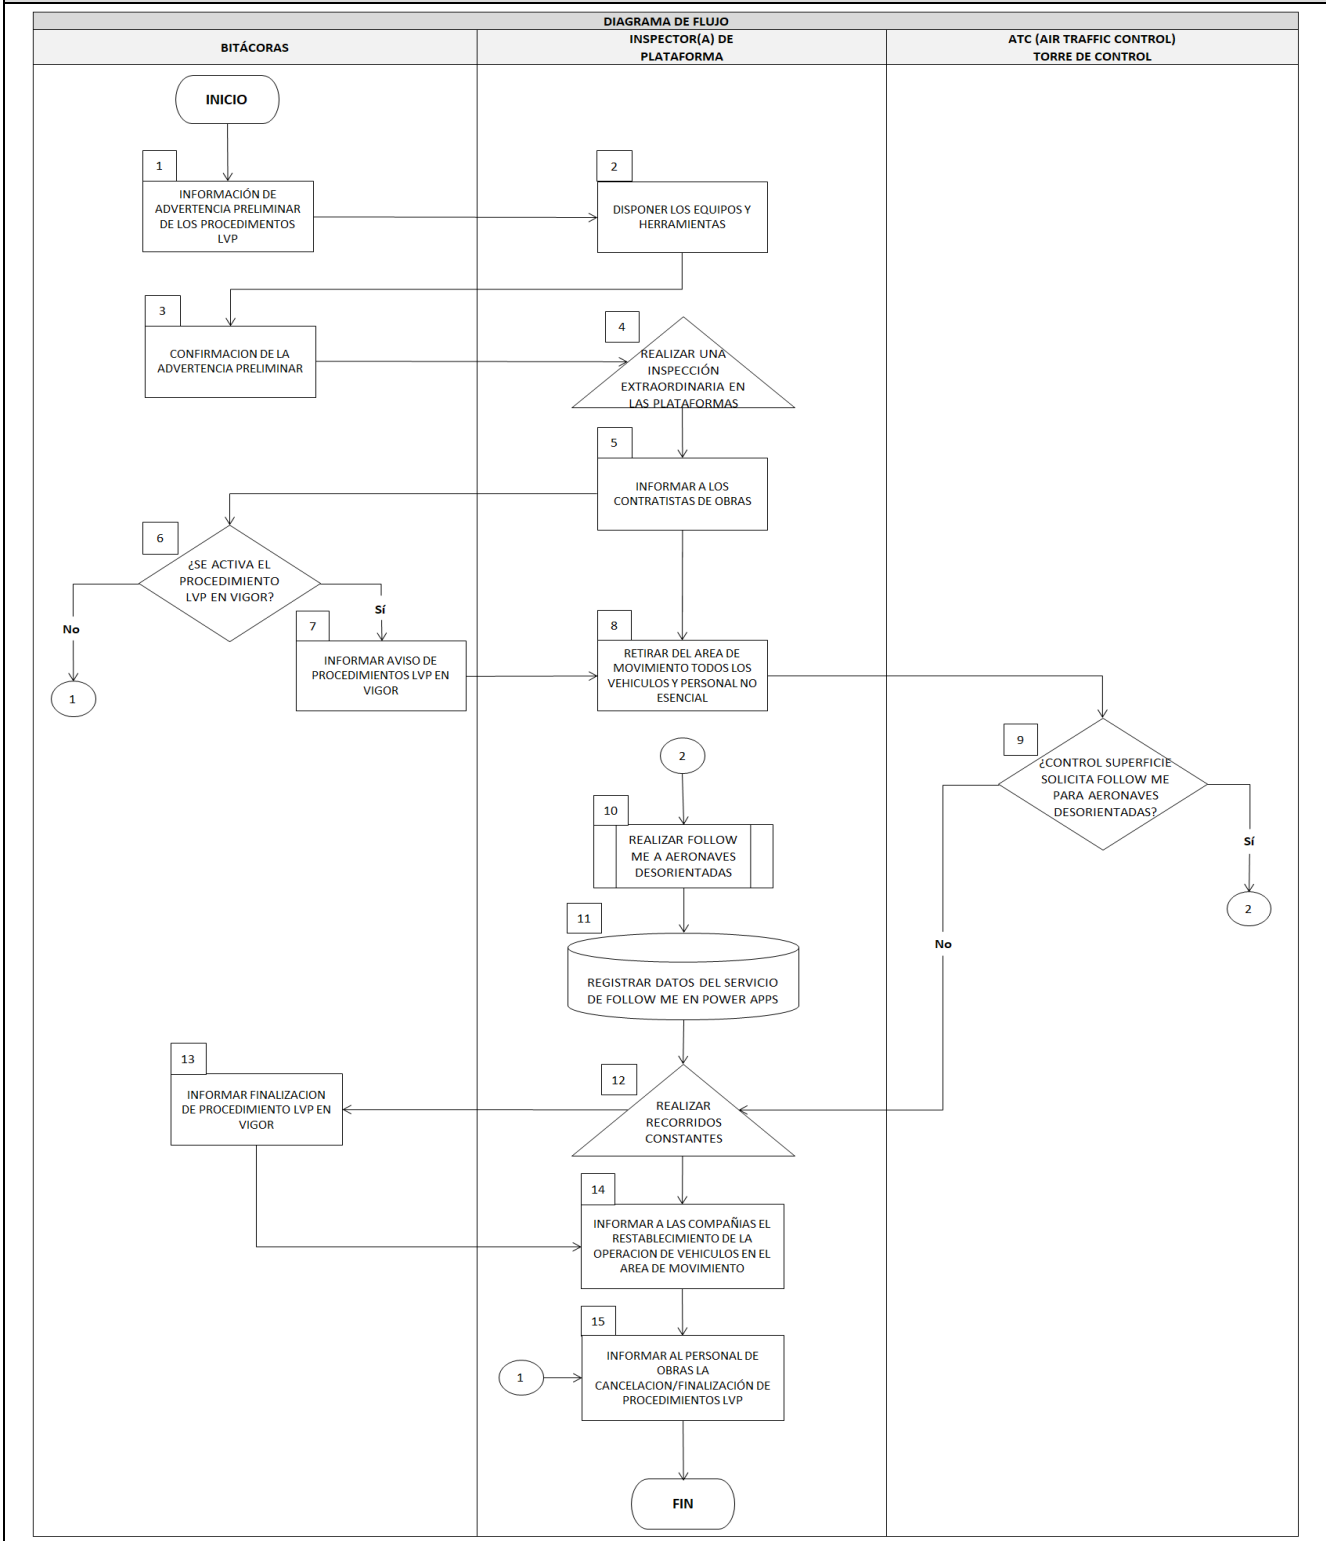 DIAGRAMA DE FLUJO
BITÁCORAS
INSPECTOR(A) DE
PLATAFORMA
ATC (AIR TRAFFIC CONTROL)
TORRE DE CONTROL
INICIO
1
INFORMACIÓN DE
ADVERTENCIA PRELIMINAR
DE LOS PROCEDIMENTOS
LVP
2
DISPONER LOS EQUIPOS Y
HERRAMIENTAS
3
CONFIRMACION DE LA
ADVERTENCIA PRELIMINAR
4
REALIZAR UNA
INSPECCIÓN
EXTRAORDINARIA EN
LAS PLATAFORMAS
5
INFORMAR A LOS
CONTRATISTAS DE OBRAS
6
¿SE ACTIVA EL
PROCEDIMIENTO
LVP EN VIGOR?
No
1
Sí
7
INFORMAR AVISO DE
PROCEDIMIENTOS LVP EN
VIGOR
8
RETIRAR DEL AREA DE
MOVIMIENTO TODOS LOS
VEHICULOS Y PERSONAL NO
ESENCIAL
9
¿CONTROL SUPERFICIE
SOLICITA FOLLOW ME
PARA AERONAVES
DESORIENTADAS?
Sí
2
No
2
10
REALIZAR FOLLOW
ME A AERONAVES
DESORIENTADAS
11
REGISTRAR DATOS DEL SERVICIO
DE FOLLOW ME EN POWER APPS
12
REALIZAR
RECORRIDOS
CONSTANTES
13
INFORMAR FINALIZACION
DE PROCEDIMIENTO LVP EN
VIGOR
14
INFORMAR A LAS COMPAÑIAS EL
RESTABLECIMIENTO DE LA
OPERACION DE VEHICULOS EN EL
AREA DE MOVIMIENTO
15
INFORMAR AL PERSONAL DE
OBRAS LA
CANCELACION/FINALIZACIÓN DE
PROCEDIMIENTOS LVP
1
FIN